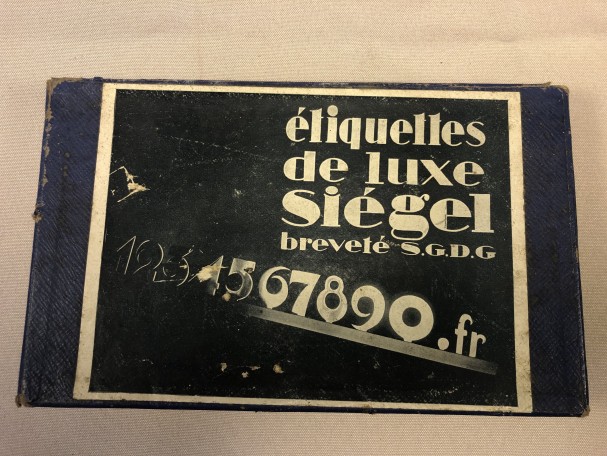 étiquettes
de luxe
Siégel
breveté S.G.D.G
1234567890.fr